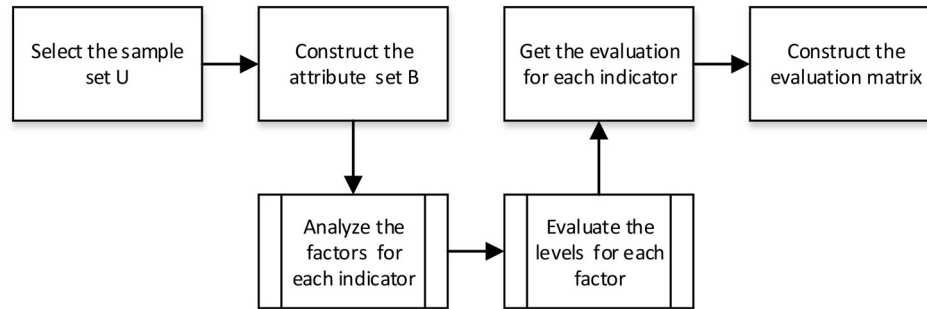 Select the sample
set U
Construct the
attribute set B
Get the evaluation
for each indicator
Construct the
evaluation matrix
Analyze the
factors for
each indicator
Evaluate the
levels for each
factor